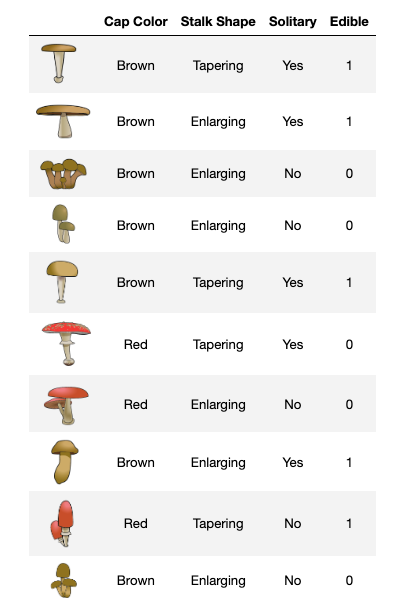 Cap Color Stalk Shape Solitary Edible
Brown Tapering Yes 1
Brown Enlarging Yes 1
Brown Enlarging No 0
Brown Enlarging No 0
Brown Tapering Yes 1
Red Tapering Yes 0
Red Enlarging No 0
Brown Enlarging Yes 1
Red Tapering No 1
Brown Enlarging No 0